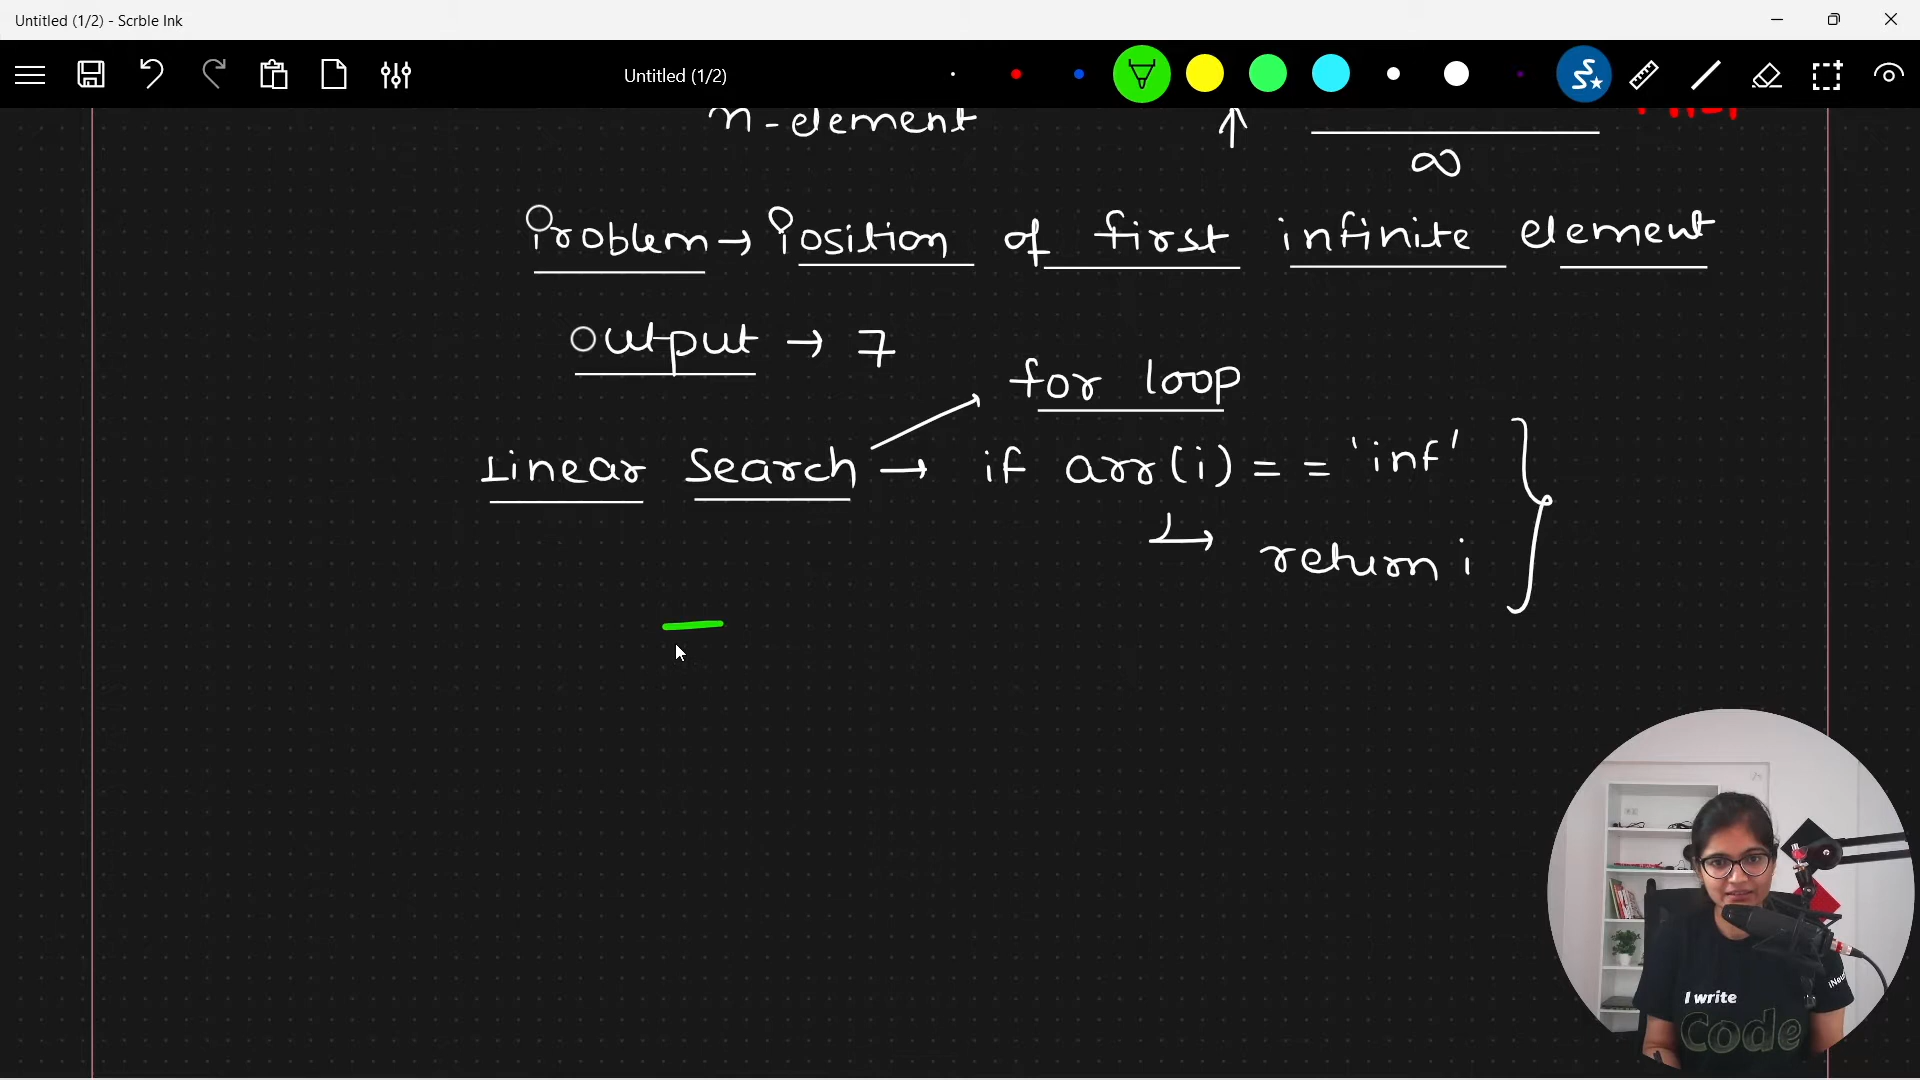 Untitled (1/2) - Scrble Ink
Untitled (1/2)
n-element
∞
Problem → Position of first infinite element
output → 7
for loop
Linear Search → if arr(i) == 'inf'
return i
I write
Code